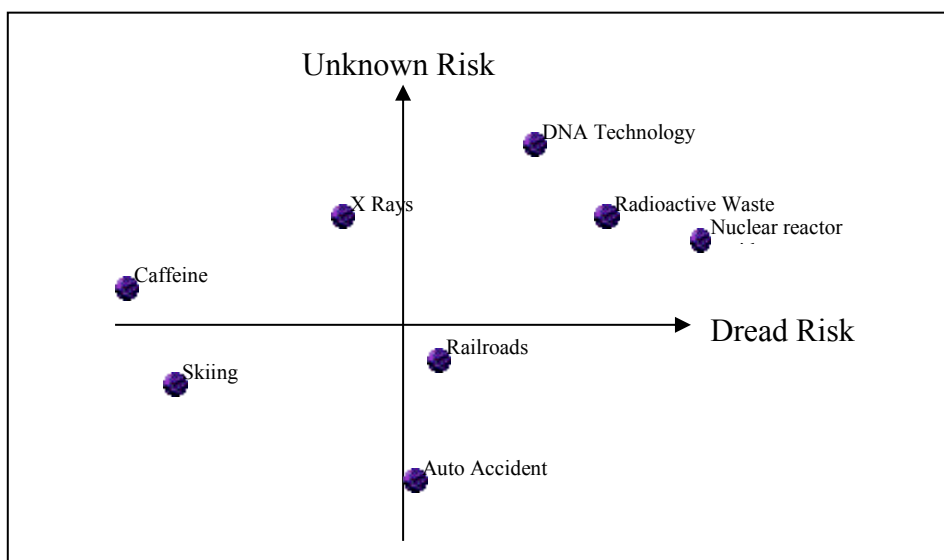 Unknown Risk
DNA Technology
X Rays
Radioactive Waste
Nuclear reactor
Caffeine
Dread Risk
Railroads
Skiing
Auto Accident